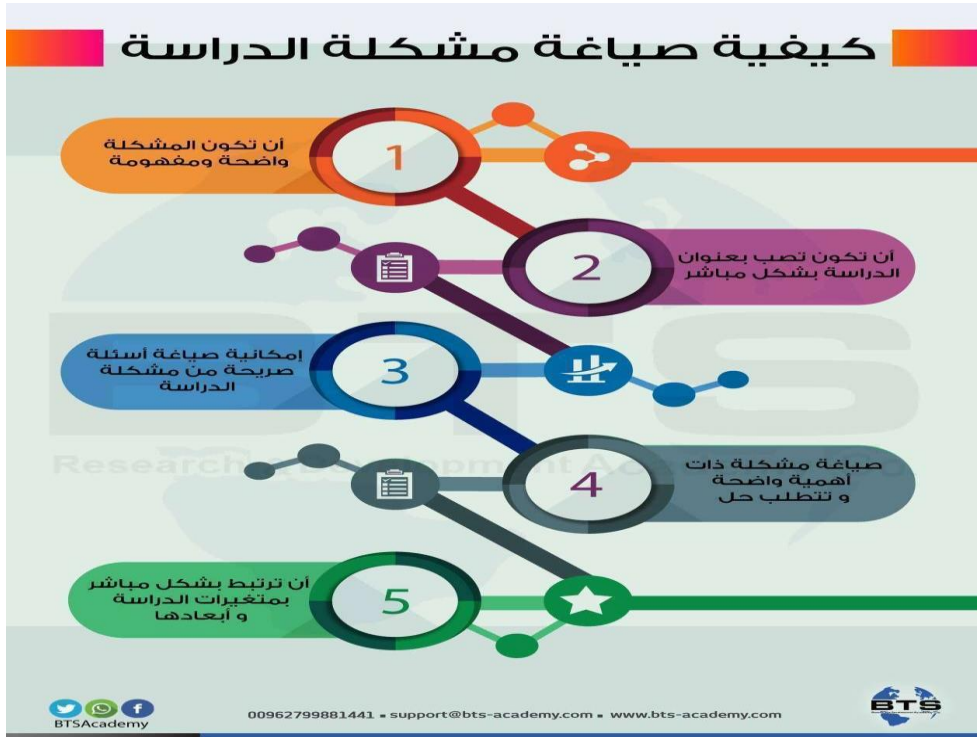 كيفية صياغة مشكلة الدراسة
1
أن تكون المشكلة
واضحة ومفهومة
2
أن تكون تصب بعنوان
الدراسة بشكل مباشر
3
إمكانية صياغة أسئلة
صريحة من مشكلة
الدراسة
4
صياغة مشكلة ذات
أهمية واضحة
و تتطلب حل
5
أن ترتبط بشكل مباشر
بمتغيرات الدراسة
و أبعادها
BTS
BTSAcademy
00962799881441 ▪ support@bts-academy.com ▪ www.bts-academy.com
BTS